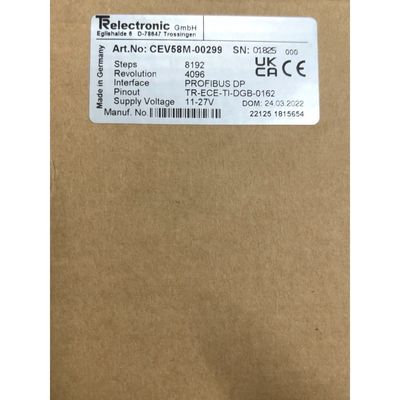 TRelectronic GmbH
Eglishalde 6 D-78647 Trossingen
Art.No: CEV58M-00299 SN: 01825 000
Steps 8192
Revolution 4096
Interface PROFIBUS DP
Pinout TR-ECE-TI-DGB-0162
Supply Voltage 11-27V
DOM: 24.03.2022
Manuf. No 22125 1815654
Made in Germany
UK CA CE